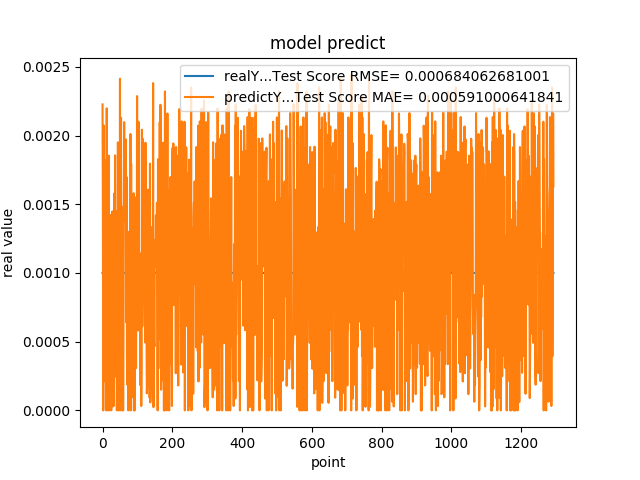 model predict
realY...Test Score RMSE= 0.000684062681001
predictY...Test Score MAE= 0.000591000641841
0.0025
0.0020
0.0015
0.0010
0.0005
0.0000
real value
0 200 400 600 800 1000 1200
point